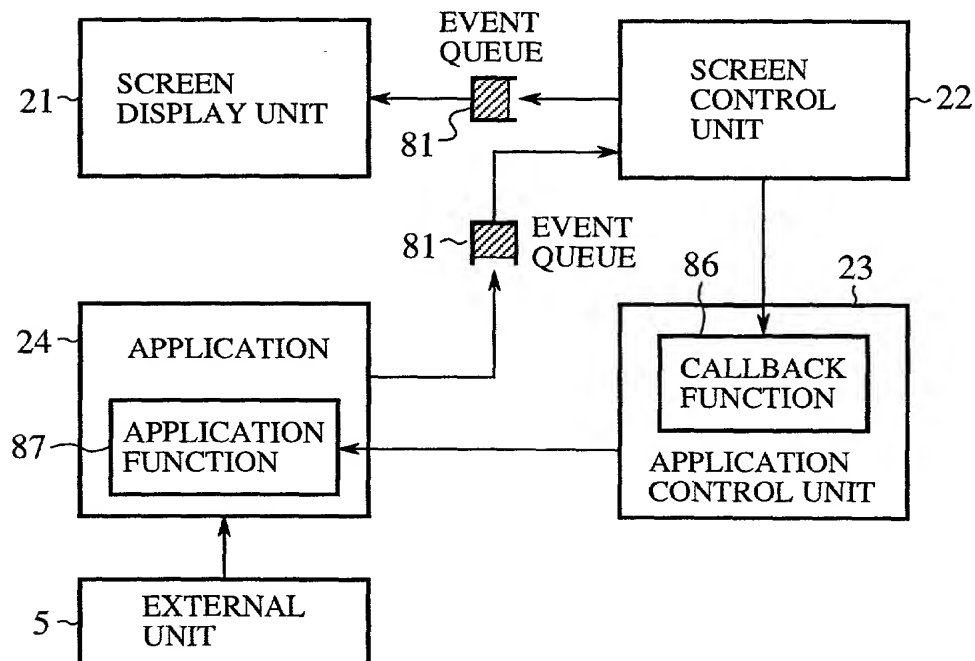 EVENT
QUEUE
21
SCREEN
DISPLAY UNIT
81
SCREEN
CONTROL
UNIT
22
81
EVENT
QUEUE
86
23
24
APPLICATION
CALLBACK
FUNCTION
87
APPLICATION
FUNCTION
APPLICATION
CONTROL UNIT
5
EXTERNAL
UNIT